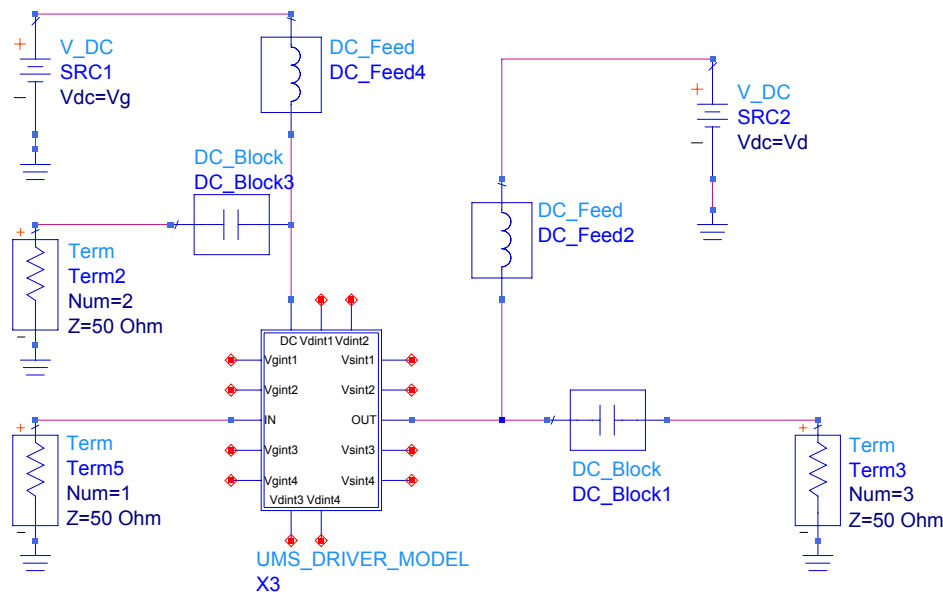 +
V_DC
SRC1
Vdc=Vg
−
DC_Feed
DC_Feed4
+
V_DC
SRC2
Vdc=Vd
−
DC_Block
DC_Block3
DC_Feed
DC_Feed2
+
Term
Term2
Num=2
Z=50 Ohm
-
DC Vdint1 Vdint2
Vgint1
Vsint1
Vgint2
Vsint2
IN
OUT
Vgint3
Vsint3
Vgint4
Vsint4
Vdint3 Vdint4
UMS_DRIVER_MODEL
X3
+
Term
Term5
Num=1
Z=50 Ohm
-
DC_Block
DC_Block1
+
Term
Term3
Num=3
Z=50 Ohm
-